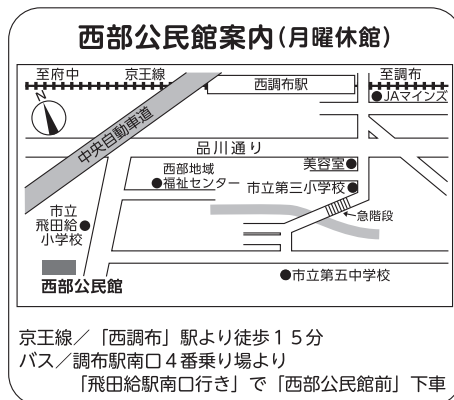 西部公民館案内(月曜休館)
至府中
京王線
西調布駅
至調布
JAマインズ
N
中央自動車道
品川通り
美容室
西部地域
福祉センター
市立第三小学校
急階段
市立
飛田給
小学校
西部公民館
市立第五中学校
京王線/「西調布」駅より徒歩15分
バス/調布駅南口4番乗り場より
「飛田給駅南口行き」で「西部公民館前」下車